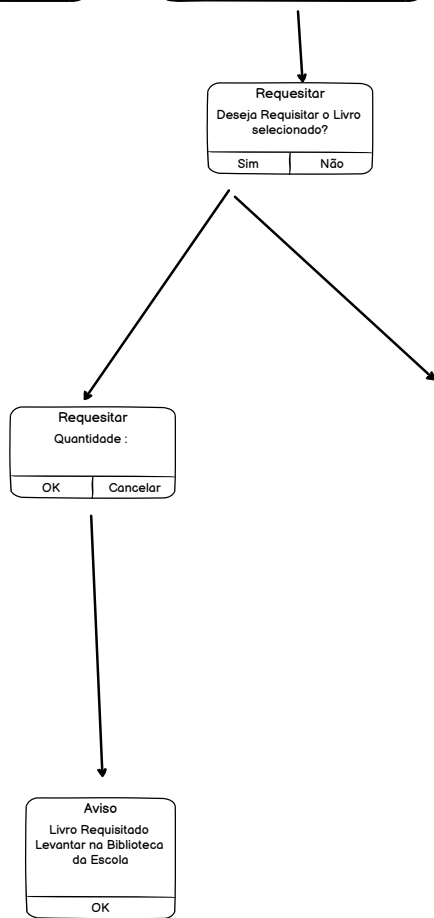 Requesitar
Deseja Requisitar o Livro
selecionado?
Sim Não
Requesitar
Quantidade :
OK Cancelar
Aviso
Livro Requisitado
Levantar na Biblioteca
da Escola
OK